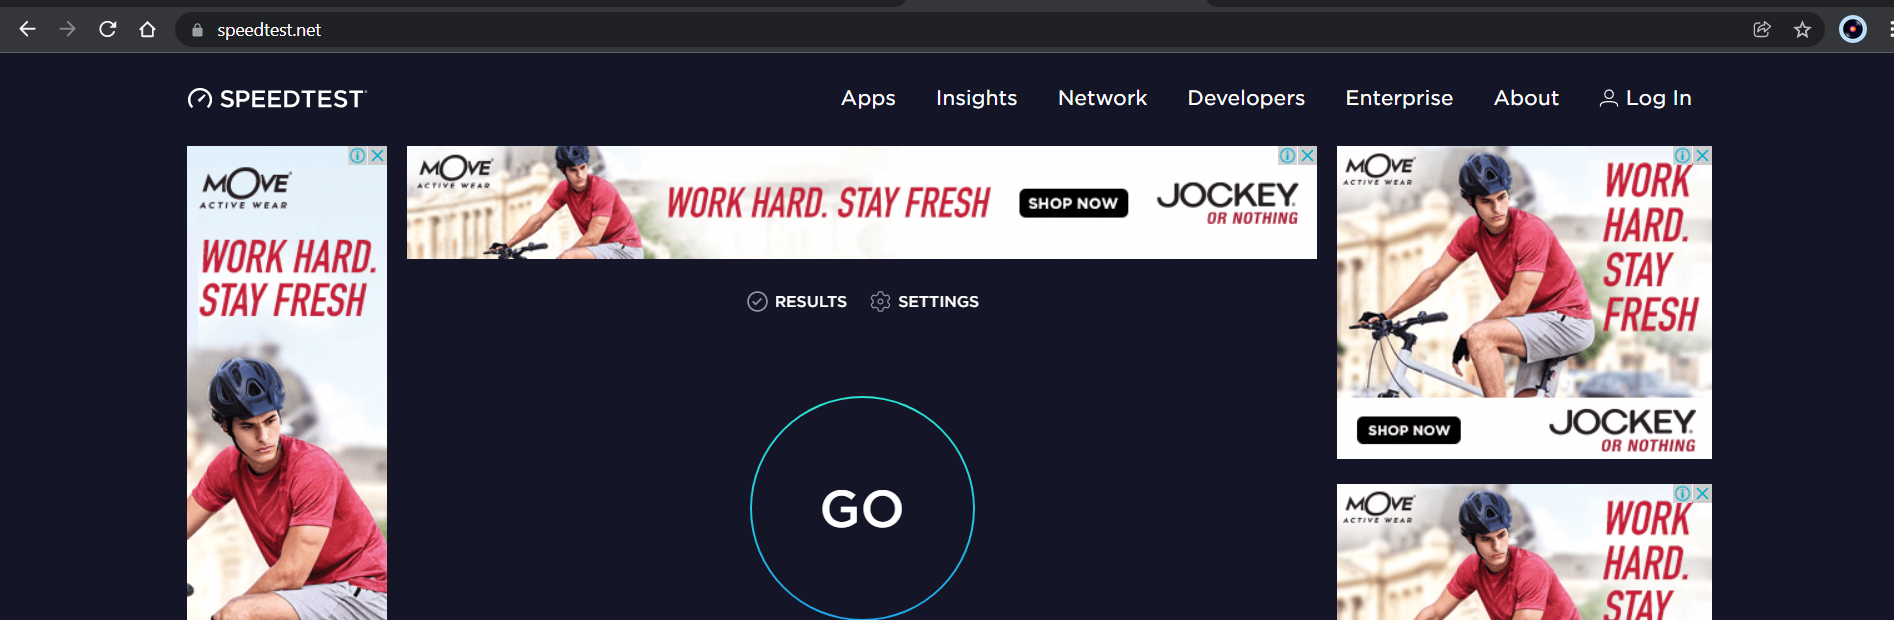 speedtest.net
SPEEDTEST
Apps Insights Network Developers Enterprise About Log In
MOVE
ACTIVE WEAR
WORK HARD.
STAY FRESH
MOVE
ACTIVE WEAR
WORK HARD. STAY FRESH
SHOP NOW
JOCKEY
OR NOTHING
MOVE
ACTIVE WEAR
WORK
HARD.
STAY
FRESH
SHOP NOW
JOCKEY
OR NOTHING
RESULTS SETTINGS
GO
MOVE
ACTIVE WEAR
WORK
HARD.
STAY